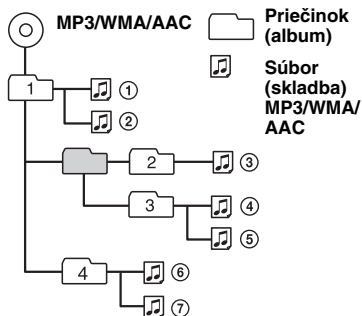 MP3/WMA/AAC
Priečinok
(album)
Súbor
(skladba)
MP3/WMA/
AAC
1 ①
②
2 ③
3 ④
⑤
4 ⑥
⑦